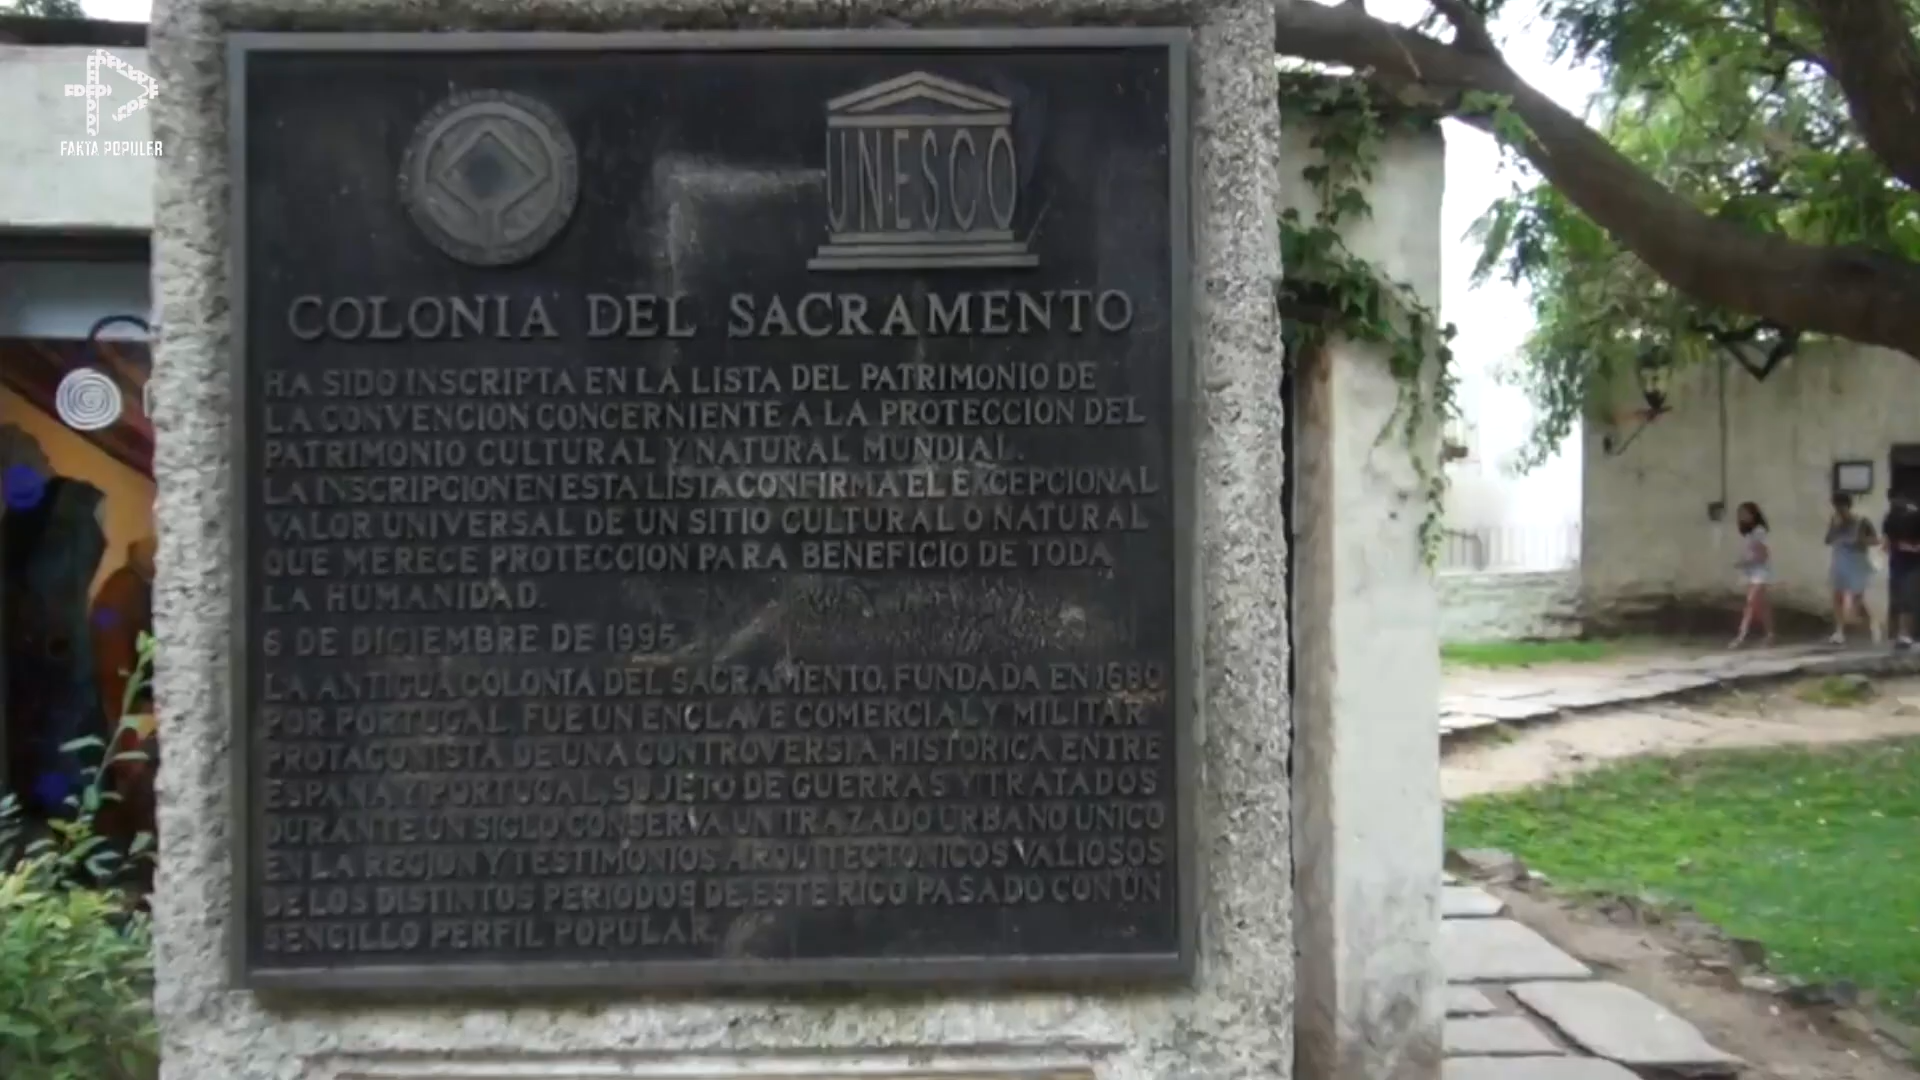 FAKTA POPULER
UNESCO
COLONIA DEL SACRAMENTO
HA SIDO INSCRIPTA EN LA LISTA DEL PATRIMONIO DE
LA CONVENCION CONCERNIENTE A LA PROTECCION DEL
PATRIMONIO CULTURAL Y NATURAL MUNDIAL.
LA INSCRIPCION EN ESTA LISTA CONFIRMA EL EXCEPCIONAL
VALOR UNIVERSAL DE UN SITIO CULTURAL O NATURAL
QUE MERECE PROTECCION PARA BENEFICIO DE TODA
LA HUMANIDAD.
6 DE DICIEMBRE DE 1995
LA ANTIGUA COLONIA DEL SACRAMENTO, FUNDADA EN 1680
POR PORTUGAL, FUE UN ENCLAVE COMERCIAL Y MILITAR
PROTAGONISTA DE UNA CONTROVERSIA HISTORICA ENTRE
ESPAÑA Y PORTUGAL, SUJETO DE GUERRAS Y TRATADOS
DURANTE UN SIGLO CONSERVA UN TRAZADO URBANO UNICO
EN LA REGION Y TESTIMONIOS ARQUITECTONICOS VALIOSOS
DE LOS DISTINTOS PERIODOS DE ESTE RICO PASADO CON UN
SENCILLO PERFIL POPULAR.